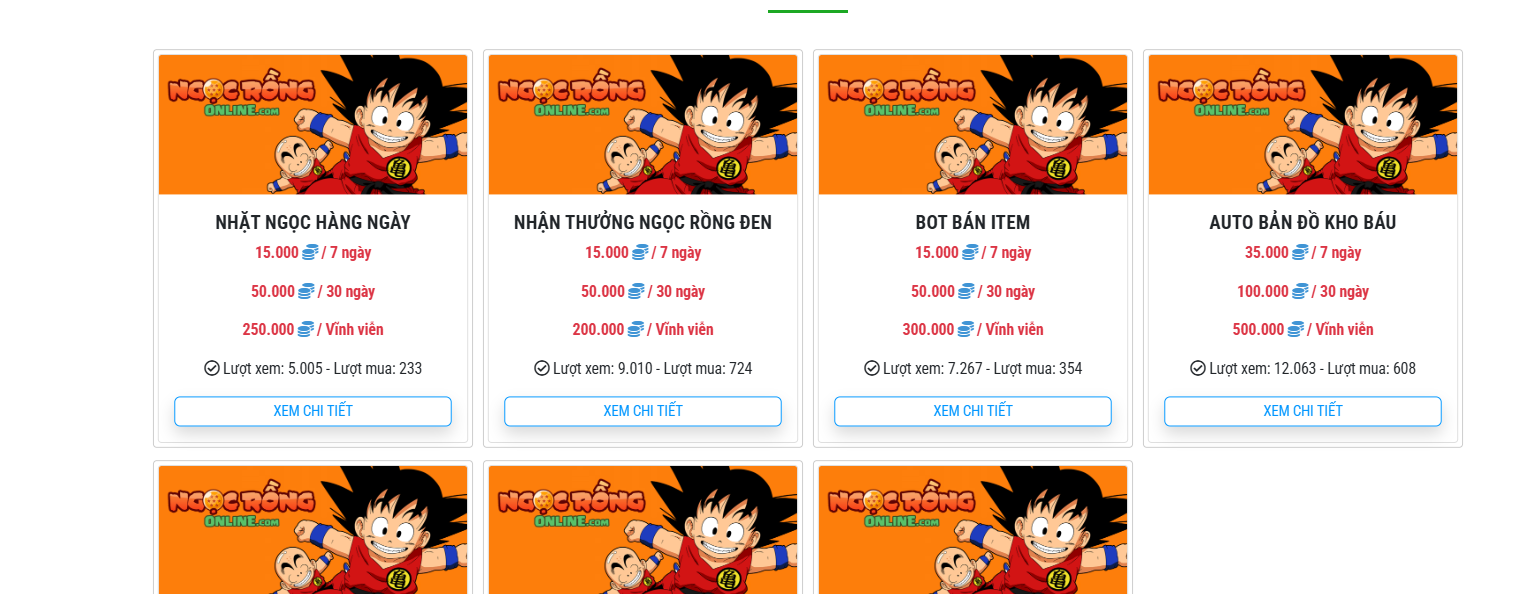 NGỌC RỒNG
ONLINE.COM
NHẶT NGỌC HÀNG NGÀY
15.000 / 7 ngày
50.000 / 30 ngày
250.000 / Vĩnh viễn
Lượt xem: 5.005 - Lượt mua: 233
XEM CHI TIẾT
NGỌC RỒNG
ONLINE.COM
NHẬN THƯỞNG NGỌC RỒNG ĐEN
15.000 / 7 ngày
50.000 / 30 ngày
200.000 / Vĩnh viễn
Lượt xem: 9.010 - Lượt mua: 724
XEM CHI TIẾT
NGỌC RỒNG
ONLINE.COM
BOT BÁN ITEM
15.000 / 7 ngày
50.000 / 30 ngày
300.000 / Vĩnh viễn
Lượt xem: 7.267 - Lượt mua: 354
XEM CHI TIẾT
NGỌC RỒNG
ONLINE.COM
AUTO BẢN ĐỒ KHO BÁU
35.000 / 7 ngày
100.000 / 30 ngày
500.000 / Vĩnh viễn
Lượt xem: 12.063 - Lượt mua: 608
XEM CHI TIẾT
NGỌC RỒNG
ONLINE.COM
NGỌC RỒNG
ONLINE.COM
NGỌC RỒNG
ONLINE.COM